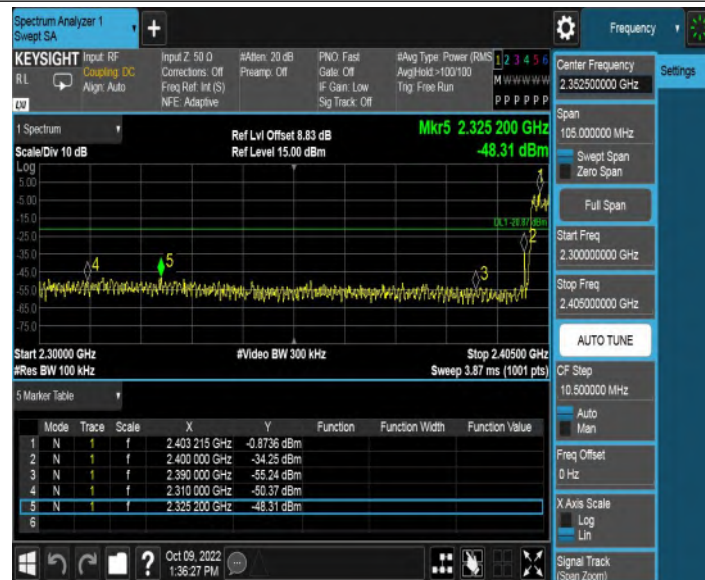 Spectrum Analyzer 1
Swept SA
+
Frequency
KEYSIGHT
RL
LXI
Input: RF
Coupling: DC
Align: Auto
Input Z: 50 Ω
Corrections: Off
Freq Ref: Int (S)
NFE: Adaptive
#Atten: 20 dB
Preamp: Off
PNO: Fast
Gate: Off
IF Gain: Low
Sig Track: Off
#Avg Type: Power (RMS
Avg|Hold:>100/100
Trig: Free Run
1 2 3 4 5 6
M W W W W W
P P P P P P
1 Spectrum
Scale/Div 10 dB
Ref Lvl Offset 8.83 dB
Ref Level 15.00 dBm
Mkr5 2.325 200 GHz
-48.31 dBm
Log
5.00
-5.00
-15.0
-25.0
-35.0
-45.0
-55.0
-65.0
-75.0
DL1 -20.87 dBm
1
2
3
4
5
Start 2.30000 GHz
#Res BW 100 kHz
#Video BW 300 kHz
Stop 2.40500 GHz
Sweep 3.87 ms (1001 pts)
5 Marker Table
Mode Trace Scale X Y Function Function Width Function Value
1 N 1 f 2.403 215 GHz -0.8736 dBm
2 N 1 f 2.400 000 GHz -34.25 dBm
3 N 1 f 2.390 000 GHz -55.24 dBm
4 N 1 f 2.310 000 GHz -50.37 dBm
5 N 1 f 2.325 200 GHz -48.31 dBm
6
?
Oct 09, 2022
1:36:27 PM
Center Frequency
2.352500000 GHz
Settings
Span
105.000000 MHz
Swept Span
Zero Span
Full Span
Start Freq
2.300000000 GHz
Stop Freq
2.405000000 GHz
AUTO TUNE
CF Step
10.500000 MHz
Auto
Man
Freq Offset
0 Hz
X Axis Scale
Log
Lin
Signal Track
(Span Zoom)